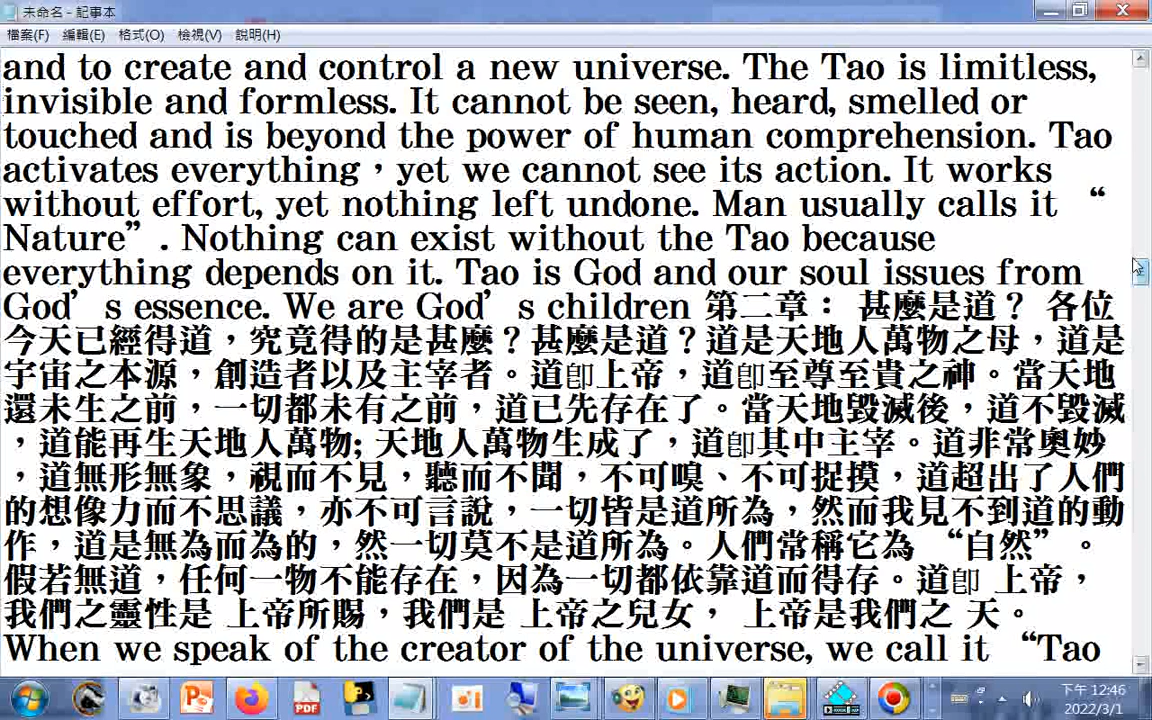 未命名 - 記事本
檔案(F) 編輯(E) 格式(O) 檢視(V) 說明(H)
and to create and control a new universe. The Tao is limitless,
invisible and formless. It cannot be seen, heard, smelled or
touched and is beyond the power of human comprehension. Tao
activates everything，yet we cannot see its action. It works
without effort, yet nothing left undone. Man usually calls it “
Nature”. Nothing can exist without the Tao because
everything depends on it. Tao is God and our soul issues from
God’s essence. We are God’s children 第二章： 甚麼是道？ 各位
今天已經得道，究竟得的是甚麼？甚麼是道？道是天地人萬物之母，道是
宇宙之本源，創造者以及主宰者。道卽上帝，道卽至尊至貴之神。當天地
還未生之前，一切都未有之前，道已先存在了。當天地毀滅後，道不毀滅
，道能再生天地人萬物; 天地人萬物生成了，道卽其中主宰。道非常奧妙
，道無形無象，視而不見，聽而不聞，不可嗅、不可捉摸，道超出了人們
的想像力而不思議，亦不可言說，一切皆是道所為，然而我見不到道的動
作，道是無為而為的，然一切莫不是道所為。人們常稱它為 “自然”。
假若無道，任何一物不能存在，因為一切都依靠道而得存。道卽 上帝，
我們之靈性是 上帝所賜，我們是 上帝之兒女， 上帝是我們之 天。
When we speak of the creator of the universe, we call it “Tao
PDF
下午 12:46
2022/3/1